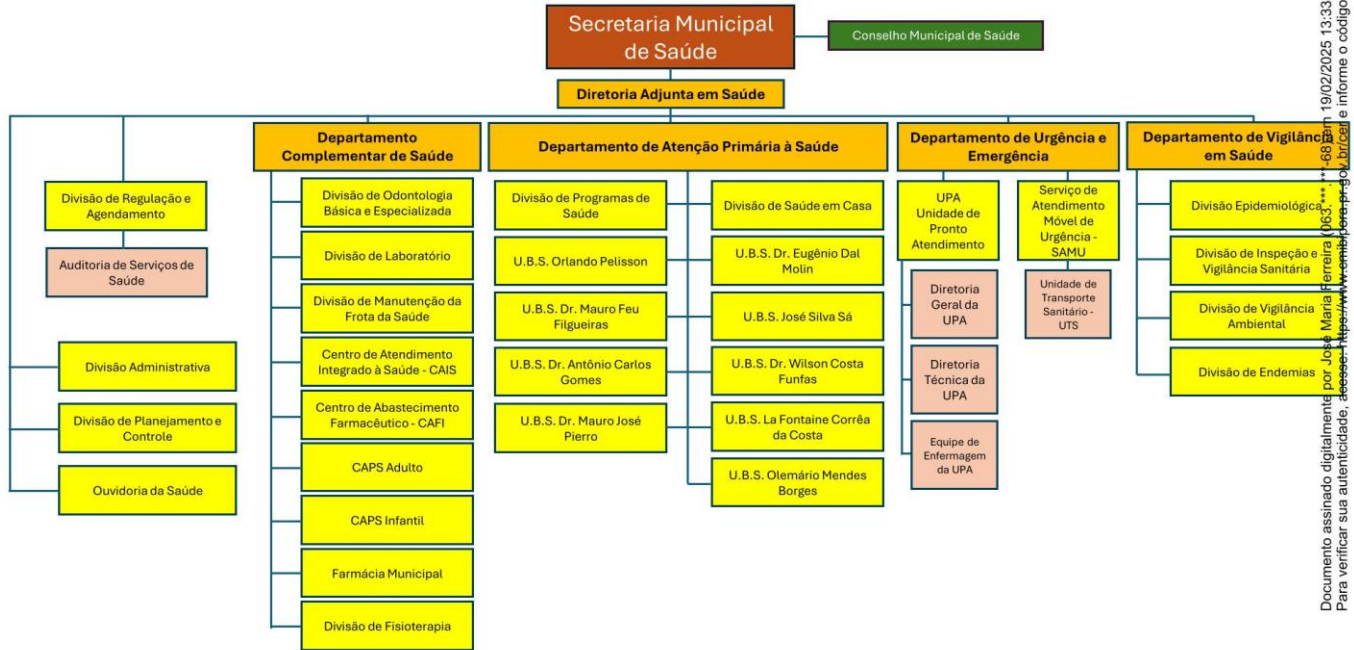 Secretaria Municipal
de Saúde
Conselho Municipal de Saúde
Diretoria Adjunta em Saúde
Divisão de Regulação e
Agendamento
Auditoria de Serviços de
Saúde
Divisão Administrativa
Divisão de Planejamento e
Controle
Ouvidoria da Saúde
Departamento
Complementar de Saúde
Divisão de Odontologia
Básica e Especializada
Divisão de Laboratório
Divisão de Manutenção da
Frota da Saúde
Centro de Atendimento
Integrado à Saúde - CAIS
Centro de Abastecimento
Farmacêutico - CAFI
CAPS Adulto
CAPS Infantil
Farmácia Municipal
Divisão de Fisioterapia
Departamento de Atenção Primária à Saúde
Divisão de Programas de
Saúde
U.B.S. Orlando Pelisson
U.B.S. Dr. Mauro Feu
Filgueiras
U.B.S. Dr. Antônio Carlos
Gomes
U.B.S. Dr. Mauro José
Pierro
Divisão de Saúde em Casa
U.B.S. Dr. Eugênio Dal
Molin
U.B.S. José Silva Sá
U.B.S. Dr. Wilson Costa
Funfas
U.B.S. La Fontaine Corrêa
da Costa
U.B.S. Olemário Mendes
Borges
Departamento de Urgência e
Emergência
UPA
Unidade de
Pronto
Atendimento
Diretoria
Geral da
UPA
Diretoria
Técnica da
UPA
Equipe de
Enfermagem
da UPA
Serviço de
Atendimento
Móvel de
Urgência -
SAMU
Unidade de
Transporte
Sanitário -
UTS
Departamento de Vigilância
em Saúde
Divisão Epidemiológica
Divisão de Inspeção e
Vigilância Sanitária
Divisão de Vigilância
Ambiental
Divisão de Endemias
Documento assinado digitalmente por José Maria Ferreira (063.***.***-68) em 19/02/2025 13:33
Para verificar sua autenticidade, acesse: e informe o código